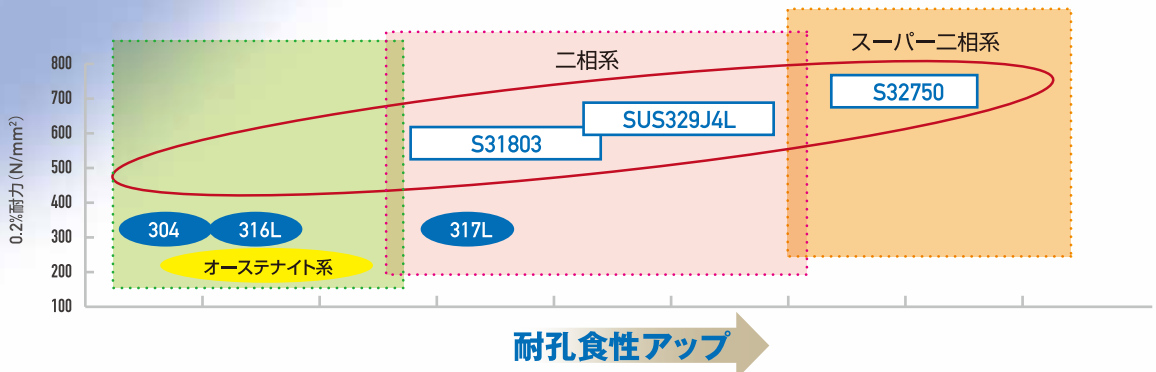 スーパー二相系
二相系
800
700
600
500
400
300
200
100
0.2%耐力(N/mm²)
S32750
SUS329J4L
S31803
304
316L
317L
オーステナイト系
耐孔食性アップ